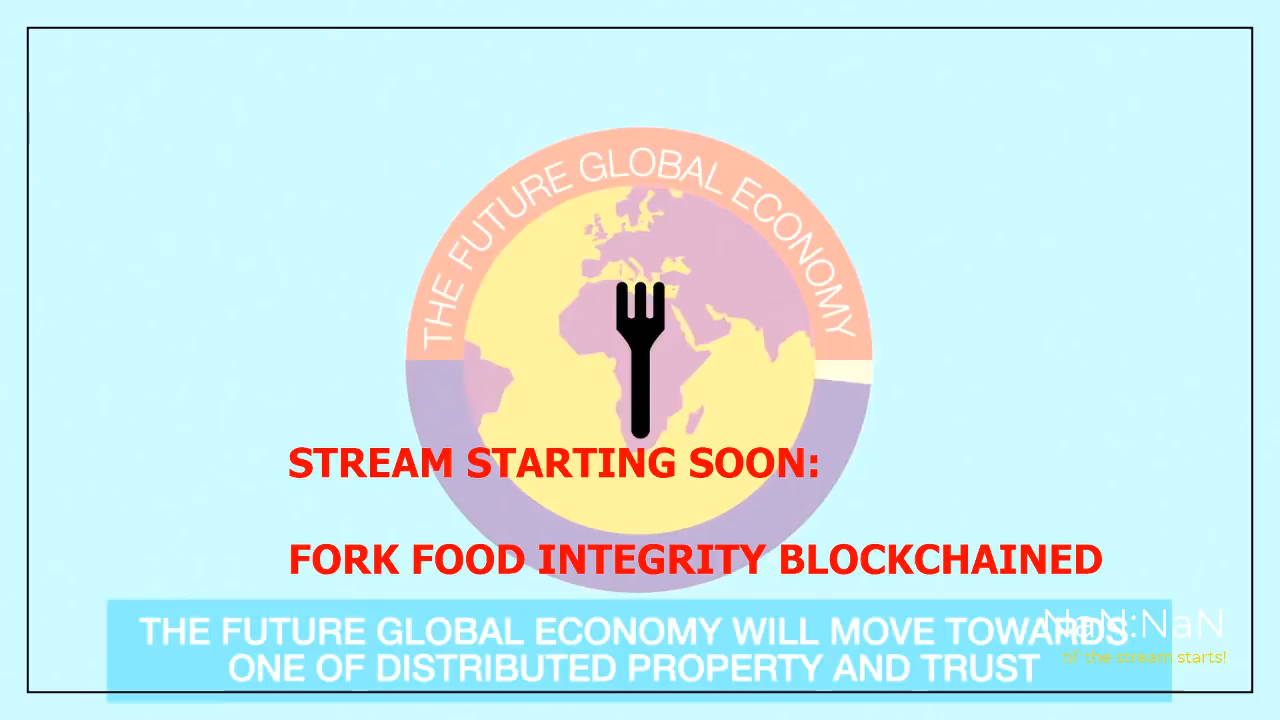 THE FUTURE GLOBAL ECONOMY
STREAM STARTING SOON:
FORK FOOD INTEGRITY BLOCKCHAINED
THE FUTURE GLOBAL ECONOMY WILL MOVE TOWARDS
ONE OF DISTRIBUTED PROPERTY AND TRUST
NaN:NaN
til' the stream starts!